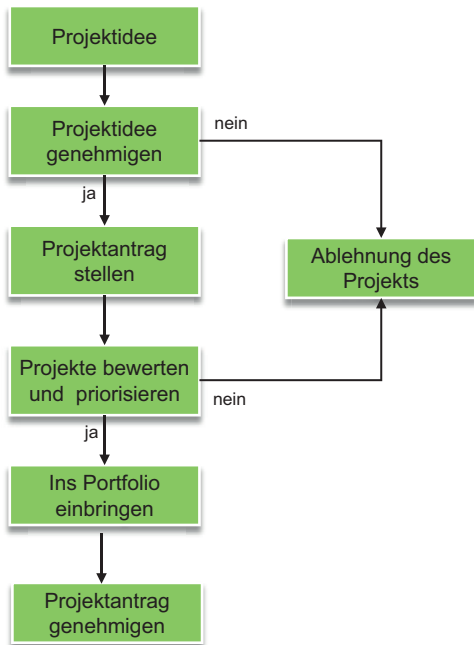 Projektidee
Projektidee
genehmigen
nein
ja
Projektantrag
stellen
Ablehnung des
Projekts
Projekte bewerten
und priorisieren
nein
ja
Ins Portfolio
einbringen
Projektantrag
genehmigen